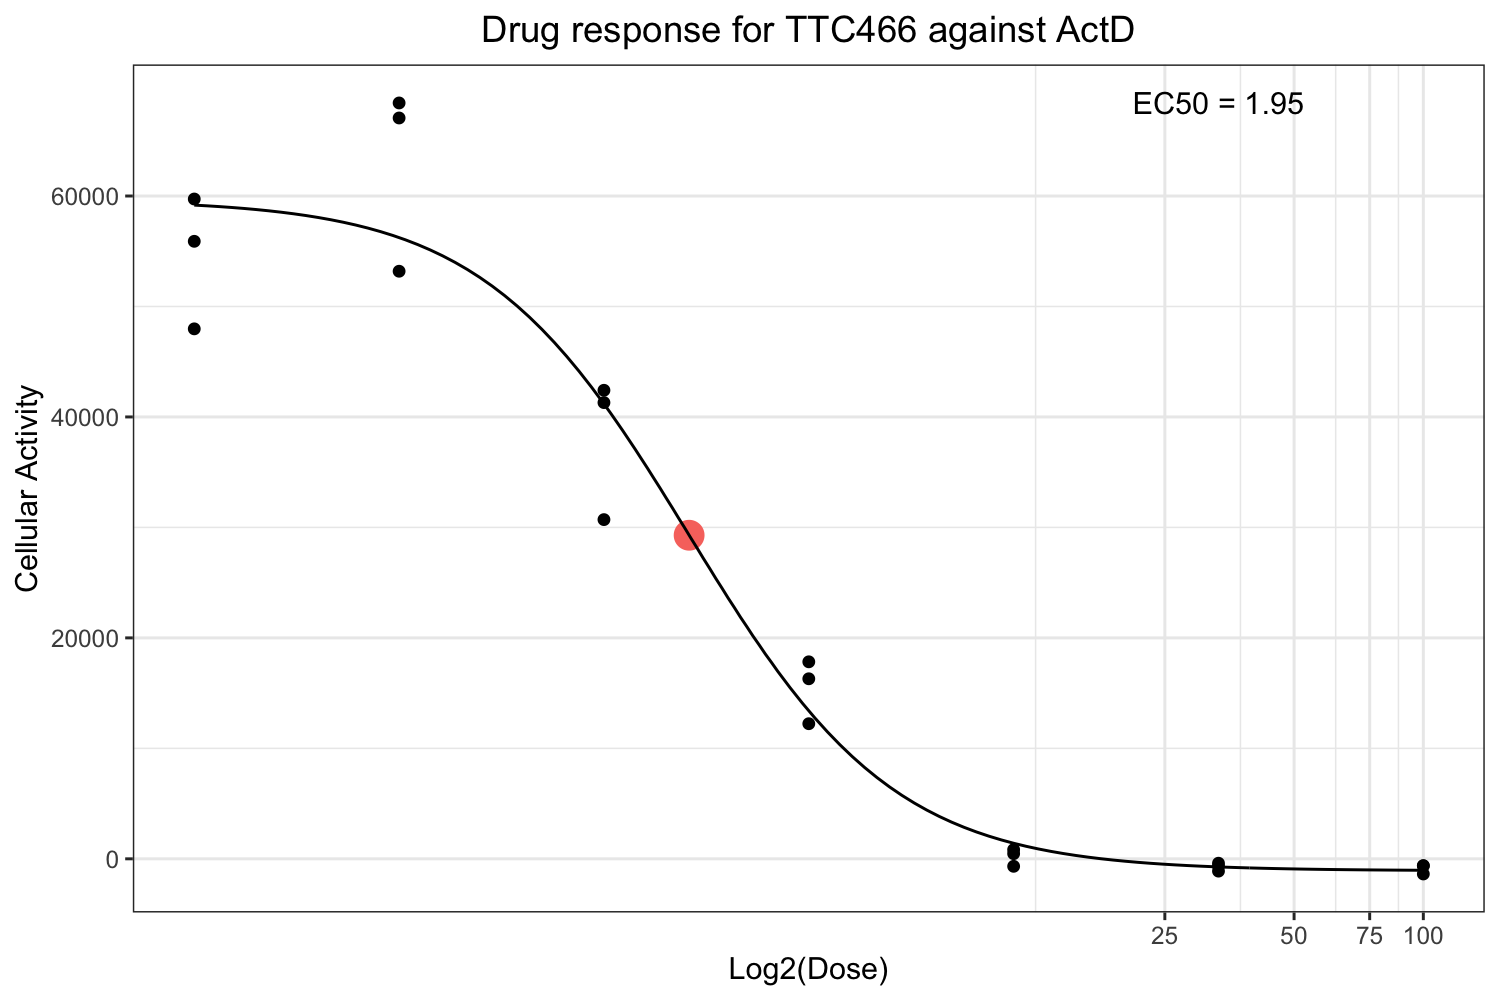 Drug response for TTC466 against ActD
EC50 = 1.95
60000
40000
20000
0
Cellular Activity
25 50 75 100
Log2(Dose)